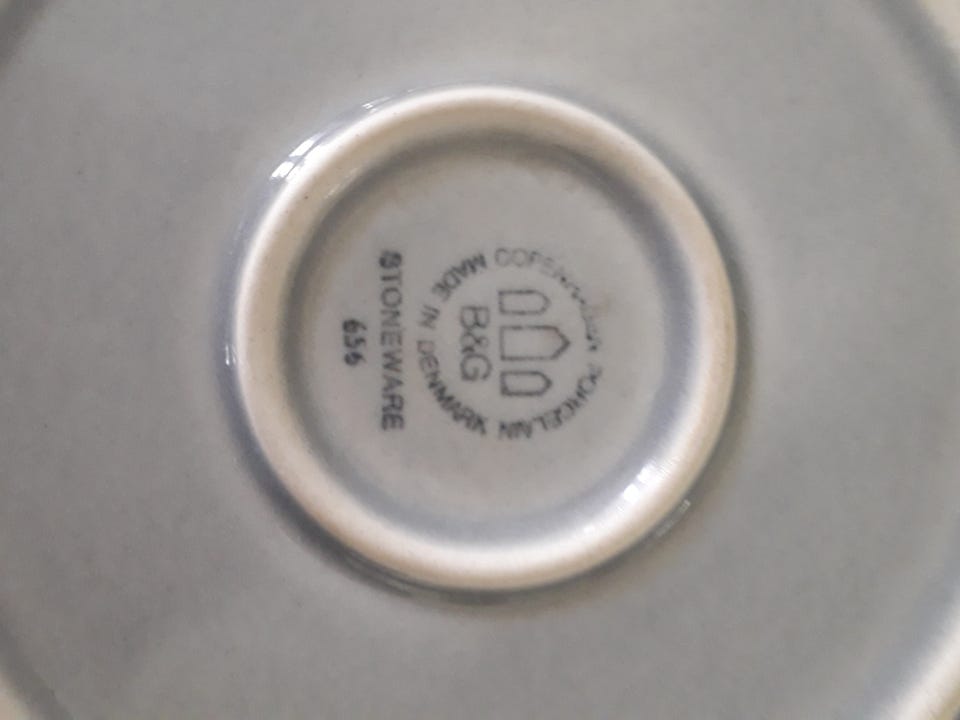 COPENHAGEN PORCELAIN
B&G
MADE IN DENMARK
STONEWARE
656